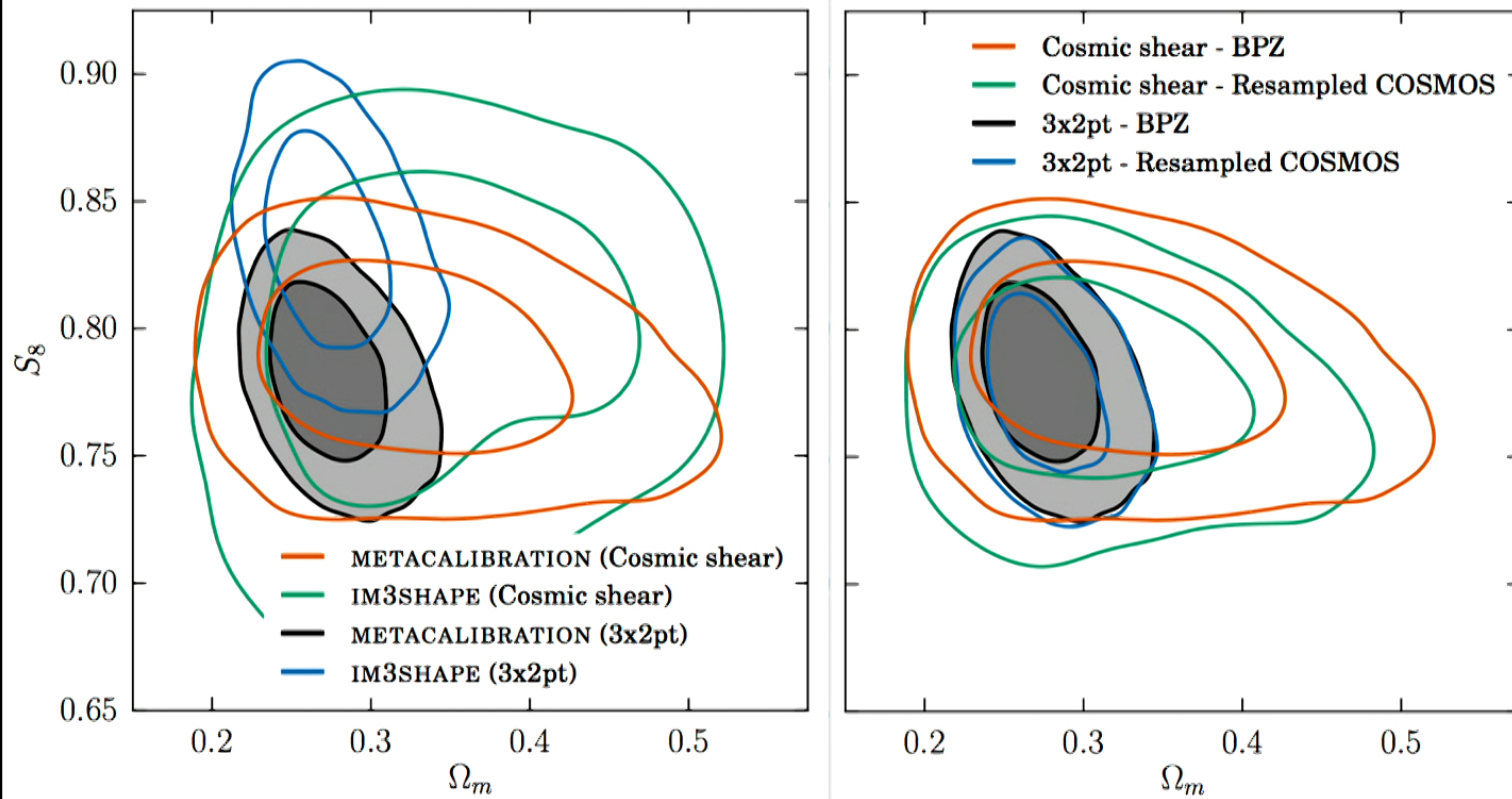 0.90
0.85
0.80
0.75
0.70
0.65
S₈
0.2 0.3 0.4 0.5
Ωₘ
METACALIBRATION (Cosmic shear)
IM3SHAPE (Cosmic shear)
METACALIBRATION (3x2pt)
IM3SHAPE (3x2pt)
Cosmic shear - BPZ
Cosmic shear - Resampled COSMOS
3x2pt - BPZ
3x2pt - Resampled COSMOS
0.2 0.3 0.4 0.5
Ωₘ